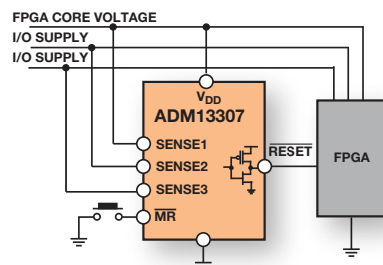 FPGA CORE VOLTAGE
I/O SUPPLY
I/O SUPPLY
VDD
ADM13307
SENSE1
SENSE2
SENSE3
MR
RESET
FPGA